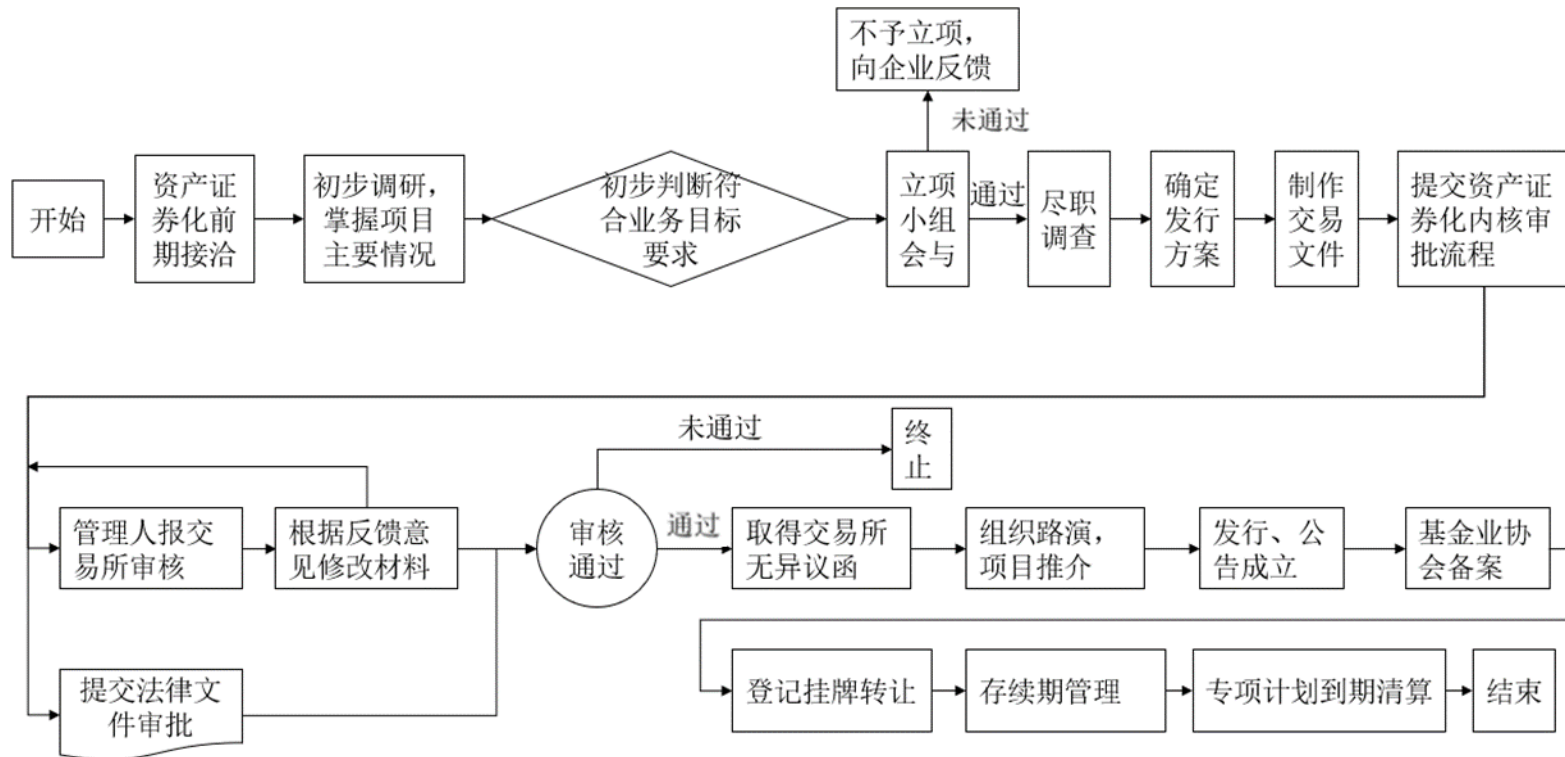 不予立项，
向企业反馈
未通过
开始
资产证
券化前
期接洽
初步调研，
掌握项目
主要情况
初步判断符
合业务目标
要求
立项
小组
会与
通过
尽职
调查
确定
发行
方案
制作
交易
文件
提交资产证
券化内核审
批流程
未通过
终
止
管理人报交
易所审核
根据反馈意
见修改材料
审核
通过
通过
取得交易所
无异议函
组织路演，
项目推介
发行、公
告成立
基金业协
会备案
提交法律文
件审批
登记挂牌转让
存续期管理
专项计划到期清算
结束